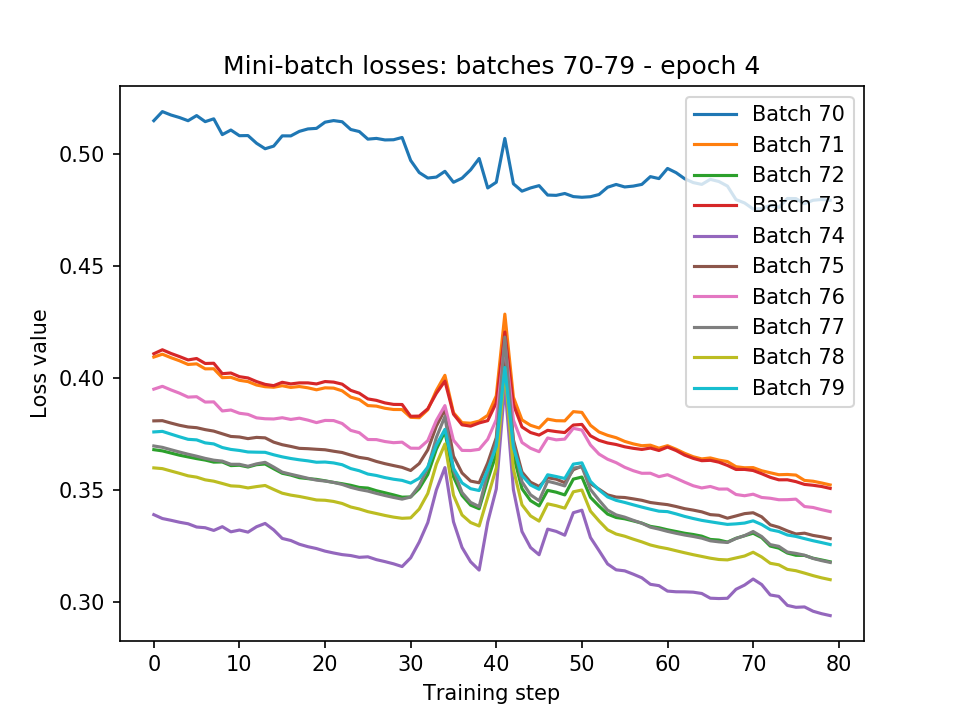 Mini-batch losses: batches 70-79 - epoch 4
Loss value
0.50
0.45
0.40
0.35
0.30
0
10
20
30
40
50
60
70
80
Training step
Batch 70
Batch 71
Batch 72
Batch 73
Batch 74
Batch 75
Batch 76
Batch 77
Batch 78
Batch 79